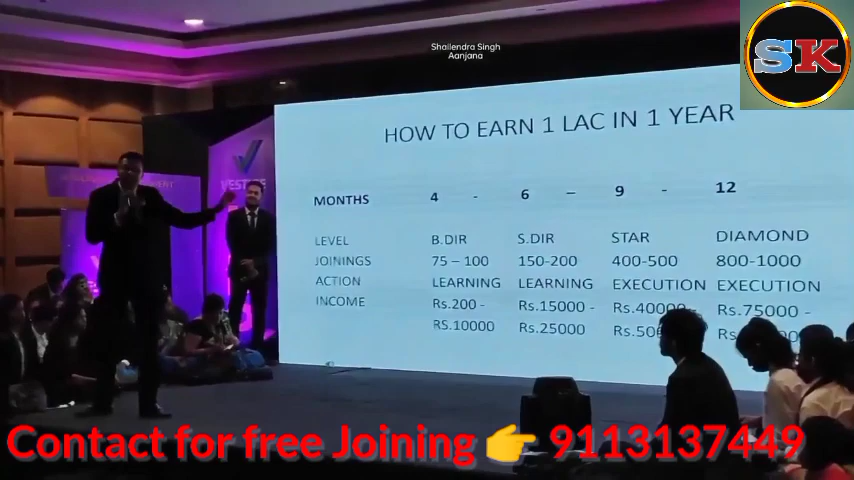 Shailendra Singh
Aanjana
SK
HOW TO EARN 1 LAC IN 1 YEAR
MONTHS 4 - 6 – 9 - 12
LEVEL B.DIR S.DIR STAR DIAMOND
JOININGS 75 – 100 150-200 400-500 800-1000
ACTION LEARNING LEARNING EXECUTION EXECUTION
INCOME Rs.200 - Rs.15000 - Rs.40000- Rs.75000 -
RS.10000 Rs.25000
Contact for free Joining 👉 9113137449